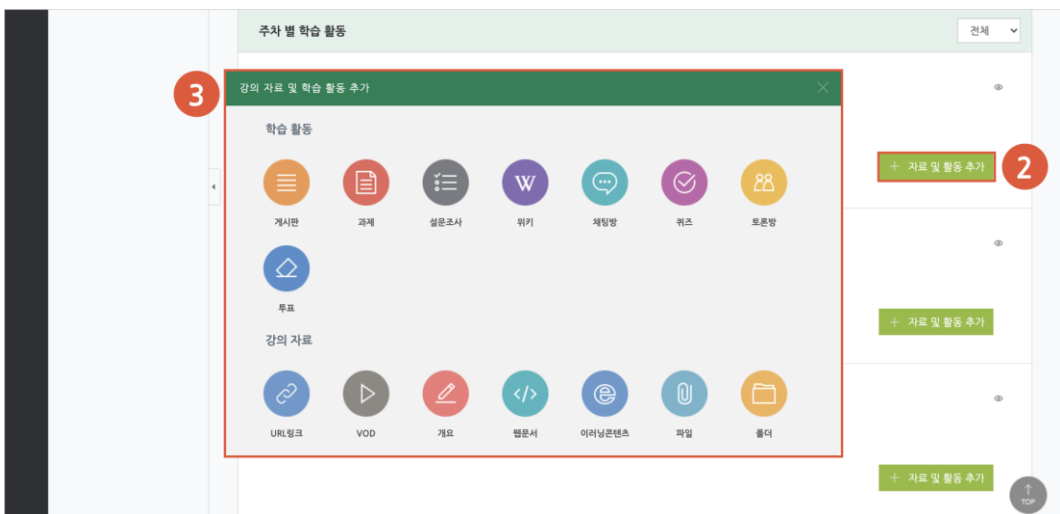 주차 별 학습 활동
전체
3
강의 자료 및 학습 활동 추가
학습 활동
+ 자료 및 활동 추가
2
게시판 과제 설문조사 위키 채팅방 퀴즈 토론방
W
투표
+ 자료 및 활동 추가
강의 자료
</>
e
URL링크 VOD 개요 웹문서 이러닝콘텐츠 파일 폴더
+ 자료 및 활동 추가
TOP